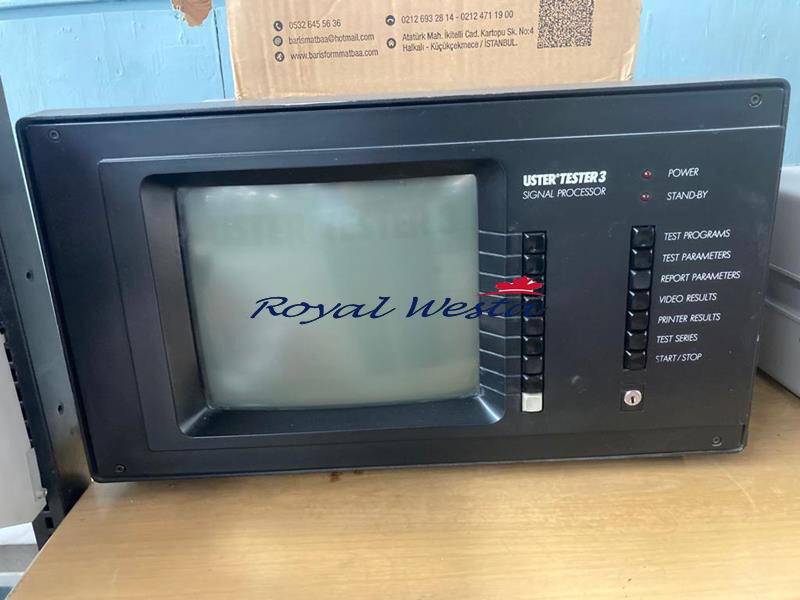 0532 645 56 36
barismatbaa@hotmail.com
www.barisformmatbaa.com
0212 693 28 14 - 0212 471 19 00
Atatürk Mah. İkitelli Cad. Kartopu Sk. No:4
Halkalı - Küçükçekmece / İSTANBUL.
USTER® TESTER 3
SIGNAL PROCESSOR
POWER
STAND-BY
TEST PROGRAMS
TEST PARAMETERS
REPORT PARAMETERS
VIDEO RESULTS
PRINTER RESULTS
TEST SERIES
START/STOP
Royal Westa